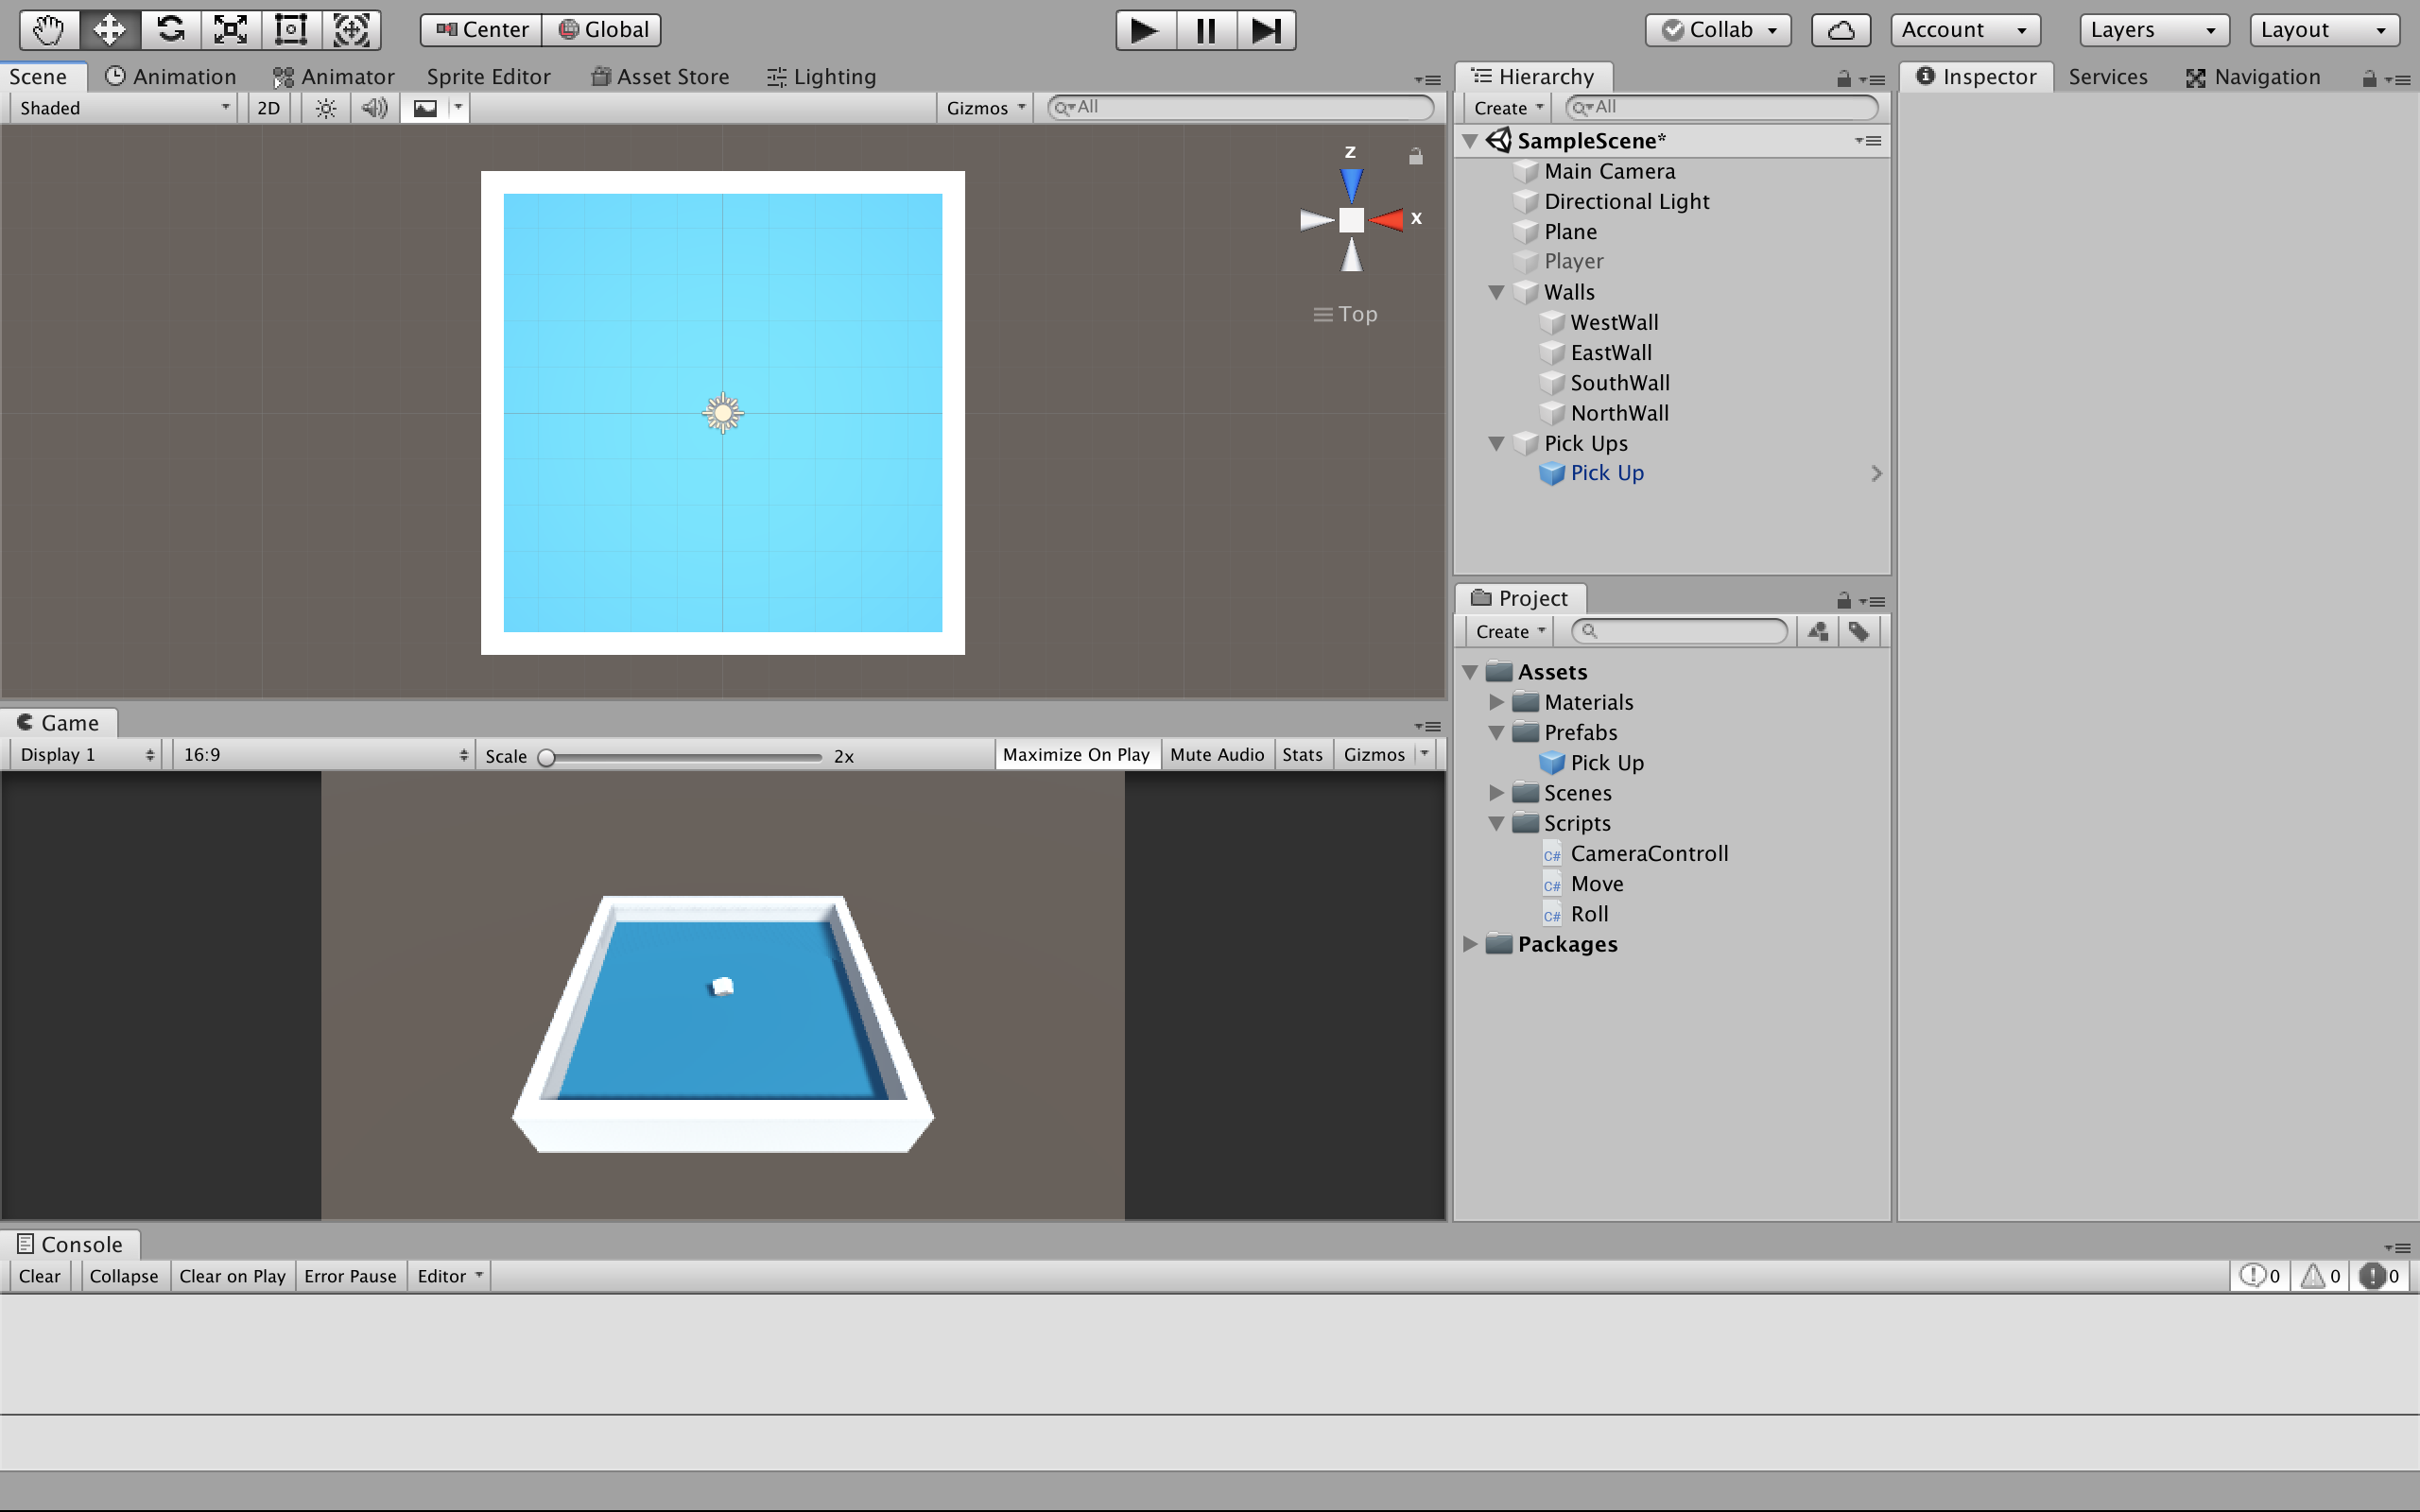 Center Global Collab Account Layers Layout
Scene Animation Animator Sprite Editor Asset Store Lighting
Shaded 2D Gizmos All
z
x
Top
Game
Display 1 16:9 Scale 2x Maximize On Play Mute Audio Stats Gizmos
Hierarchy
Create All
SampleScene*
Main Camera
Directional Light
Plane
Player
Walls
WestWall
EastWall
SouthWall
NorthWall
Pick Ups
Pick Up
Project
Create
Assets
Materials
Prefabs
Pick Up
Scenes
Scripts
C# CameraControll
C# Move
C# Roll
Packages
Inspector Services Navigation
Console
Clear Collapse Clear on Play Error Pause Editor 0 0 0